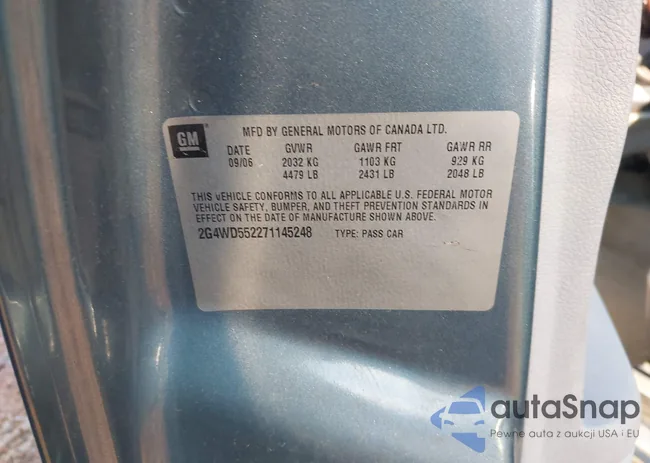 GM
MFD BY GENERAL MOTORS OF CANADA LTD.
DATE GVWR GAWR FRT GAWR RR
09/06 2032 KG 1103 KG 929 KG
4479 LB 2431 LB 2048 LB
THIS VEHICLE CONFORMS TO ALL APPLICABLE U.S. FEDERAL MOTOR
VEHICLE SAFETY, BUMPER, AND THEFT PREVENTION STANDARDS IN
EFFECT ON THE DATE OF MANUFACTURE SHOWN ABOVE.
2G4WD552271145248 TYPE: PASS CAR
autaSnap
Pewne auta z aukcji USA i EU